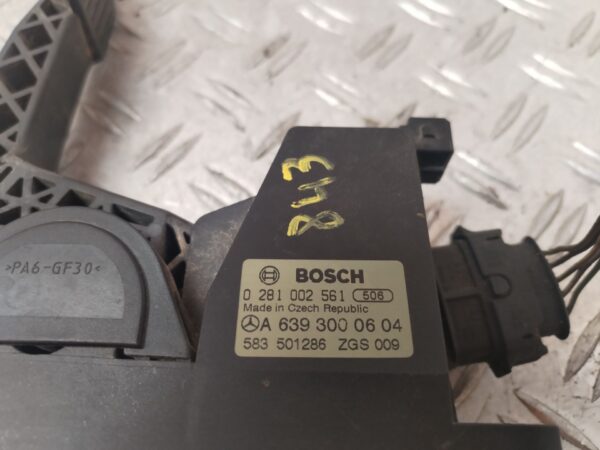 843
>PA6-GF30<
BOSCH
0 281 002 561 506
Made in Czech Republic
A 639 300 06 04
583 501286 ZGS 009